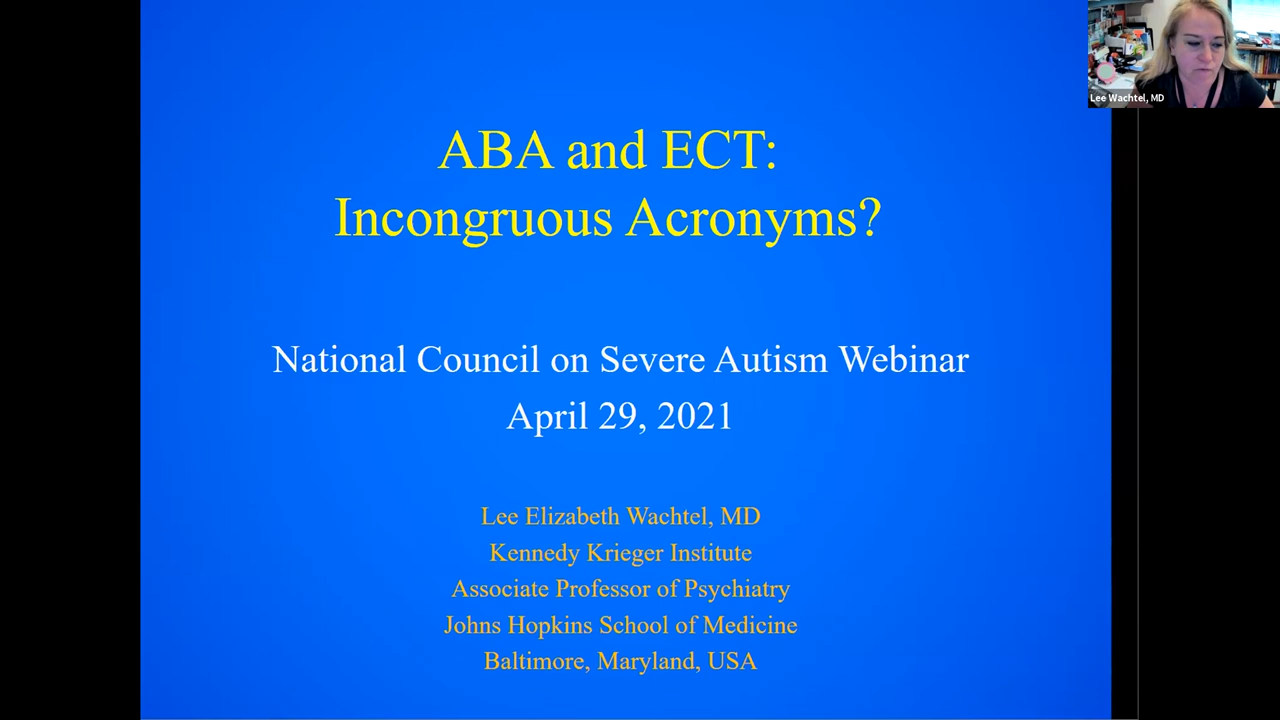 Lee Wachtel, MD
ABA and ECT:
Incongruous Acronyms?
National Council on Severe Autism Webinar
April 29, 2021
Lee Elizabeth Wachtel, MD
Kennedy Krieger Institute
Associate Professor of Psychiatry
Johns Hopkins School of Medicine
Baltimore, Maryland, USA